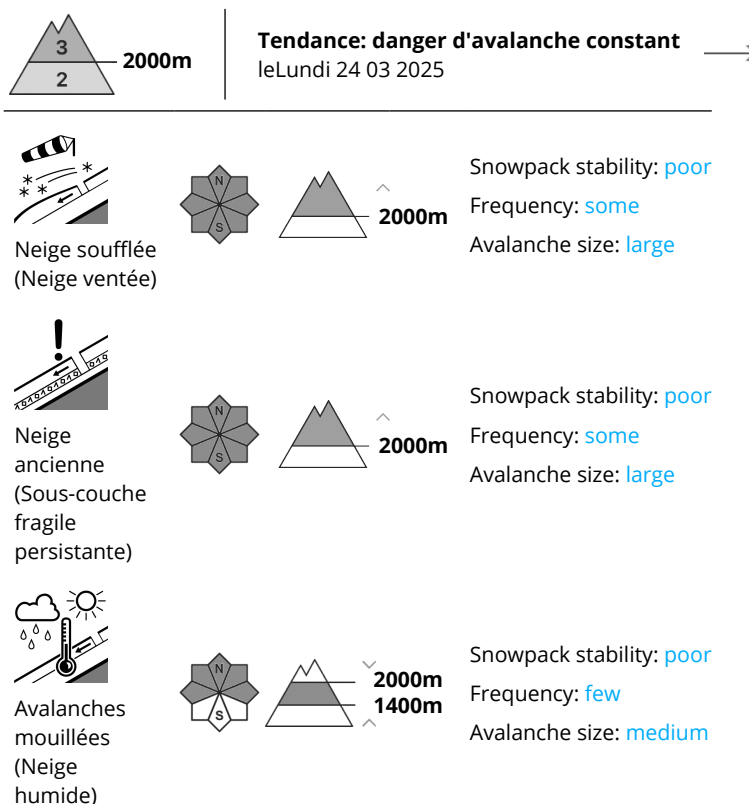 3
2
2000m
Tendance: danger d'avalanche constant
leLundi 24 03 2025
N
S
2000m
Snowpack stability: poor
Frequency: some
Avalanche size: large
Neige soufflée
(Neige ventée)
N
S
2000m
Snowpack stability: poor
Frequency: some
Avalanche size: large
Neige
ancienne
(Sous-couche
fragile
persistante)
N
S
2000m
1400m
Snowpack stability: poor
Frequency: few
Avalanche size: medium
Avalanches
mouillées
(Neige
humide)